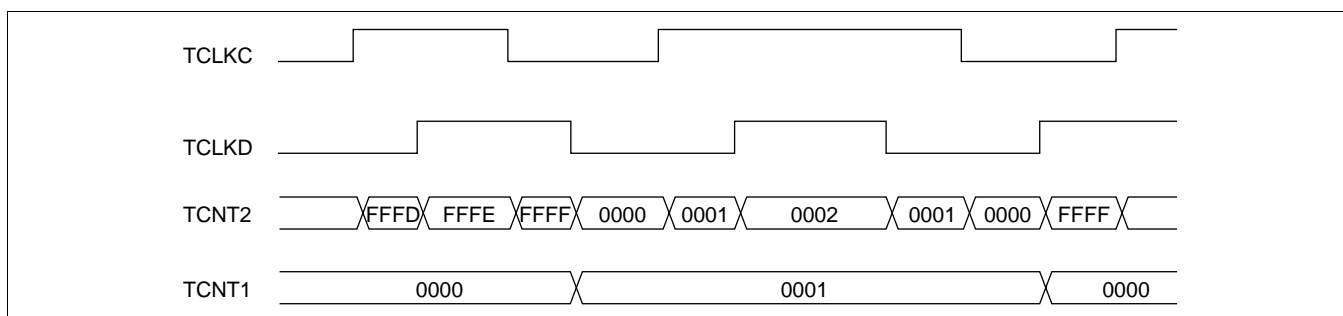 TCLKC
TCLKD
TCNT2 FFFD FFFE FFFF 0000 0001 0002 0001 0000 FFFF
TCNT1 0000 0001 0000